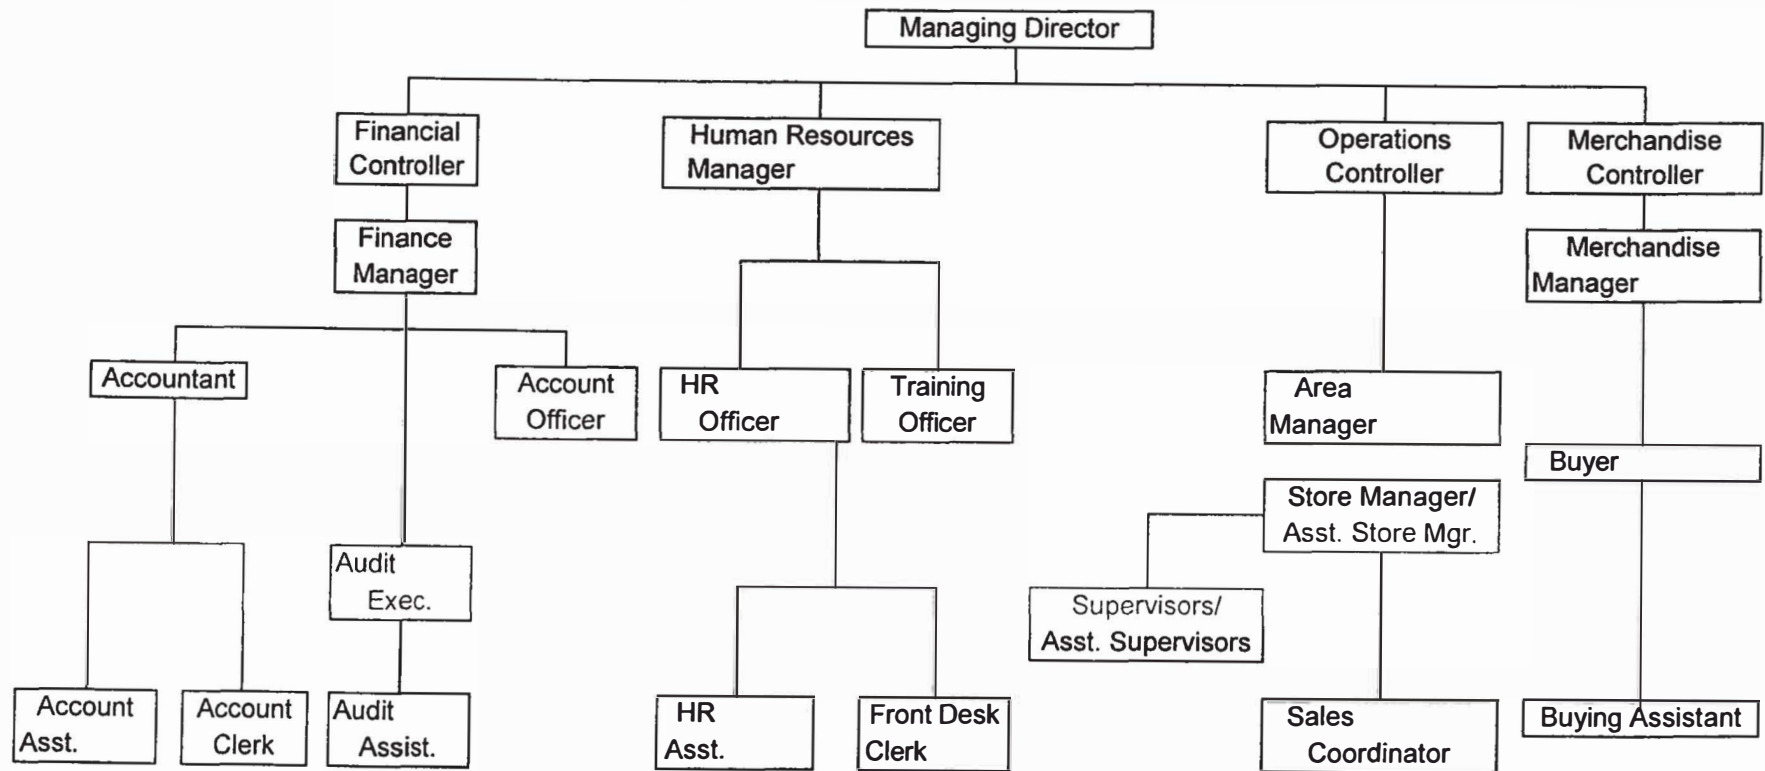 Managing Director
Financial
Controller
Human Resources
Manager
Operations
Controller
Merchandise
Controller
Finance
Manager
Merchandise
Manager
Accountant
Account
Officer
HR
Officer
Training
Officer
Area
Manager
Buyer
Store Manager/
Asst. Store Mgr.
Audit
Exec.
Supervisors/
Asst. Supervisors
Account
Asst.
Account
Clerk
Audit
Assist.
HR
Asst.
Front Desk
Clerk
Sales
Coordinator
Buying Assistant